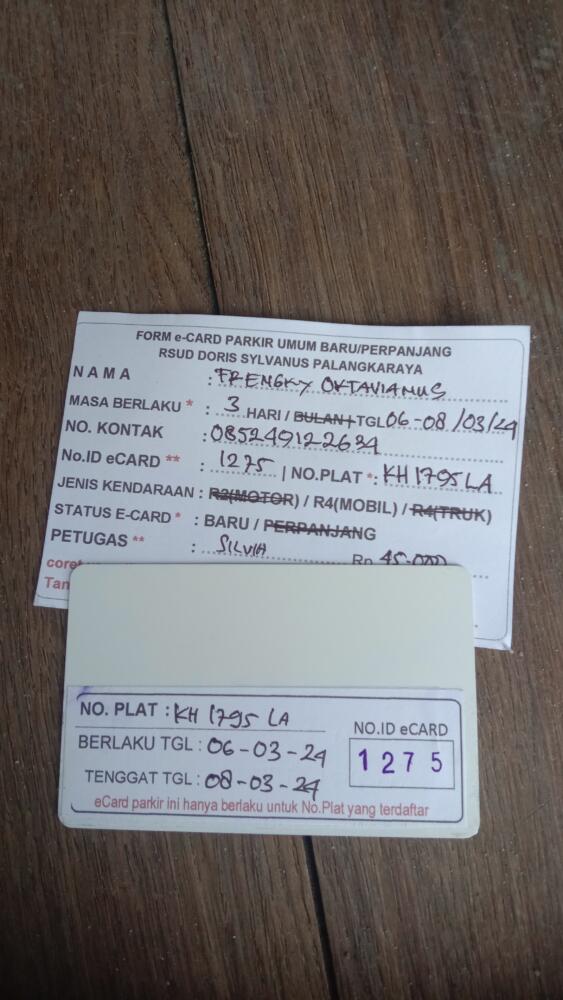 FORM e-CARD PARKIR UMUM BARU/PERPANJANG
RSUD DORIS SYLVANUS PALANGKARAYA
NAMA : FRENGKY OKTAVIANUS
MASA BERLAKU * : 3 HARI / BULAN | TGL 06-08/03/24
NO. KONTAK : 085249122634
No.ID eCARD ** : 1275 | NO.PLAT *: KH 1795 LA
JENIS KENDARAAN : R2(MOTOR) / R4(MOBIL) / R4(TRUK)
STATUS E-CARD * : BARU / PERPANJANG
PETUGAS ** : SILVIA Rp 45.000
NO. PLAT : KH 1795 LA
BERLAKU TGL : 06-03-24
TENGGAT TGL : 08-03-24
NO.ID eCARD
1275
eCard parkir ini hanya berlaku untuk No.Plat yang terdaftar